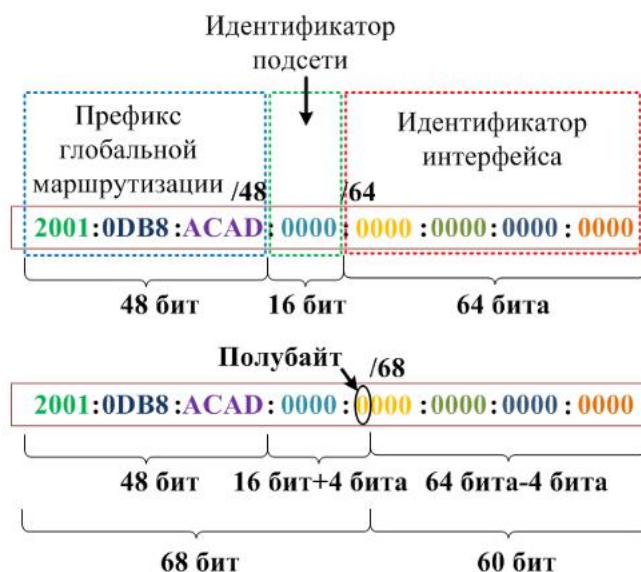 Идентификатор
подсети
Префикс
глобальной
маршрутизации
Идентификатор
интерфейса
/48
/64
2001:0DB8:ACAD:0000:0000:0000:0000:0000
48 бит
16 бит
64 бита
Полубайт
/68
2001:0DB8:ACAD:0000:0000:0000:0000:0000
48 бит
16 бит+4 бита
64 бита-4 бита
68 бит
60 бит